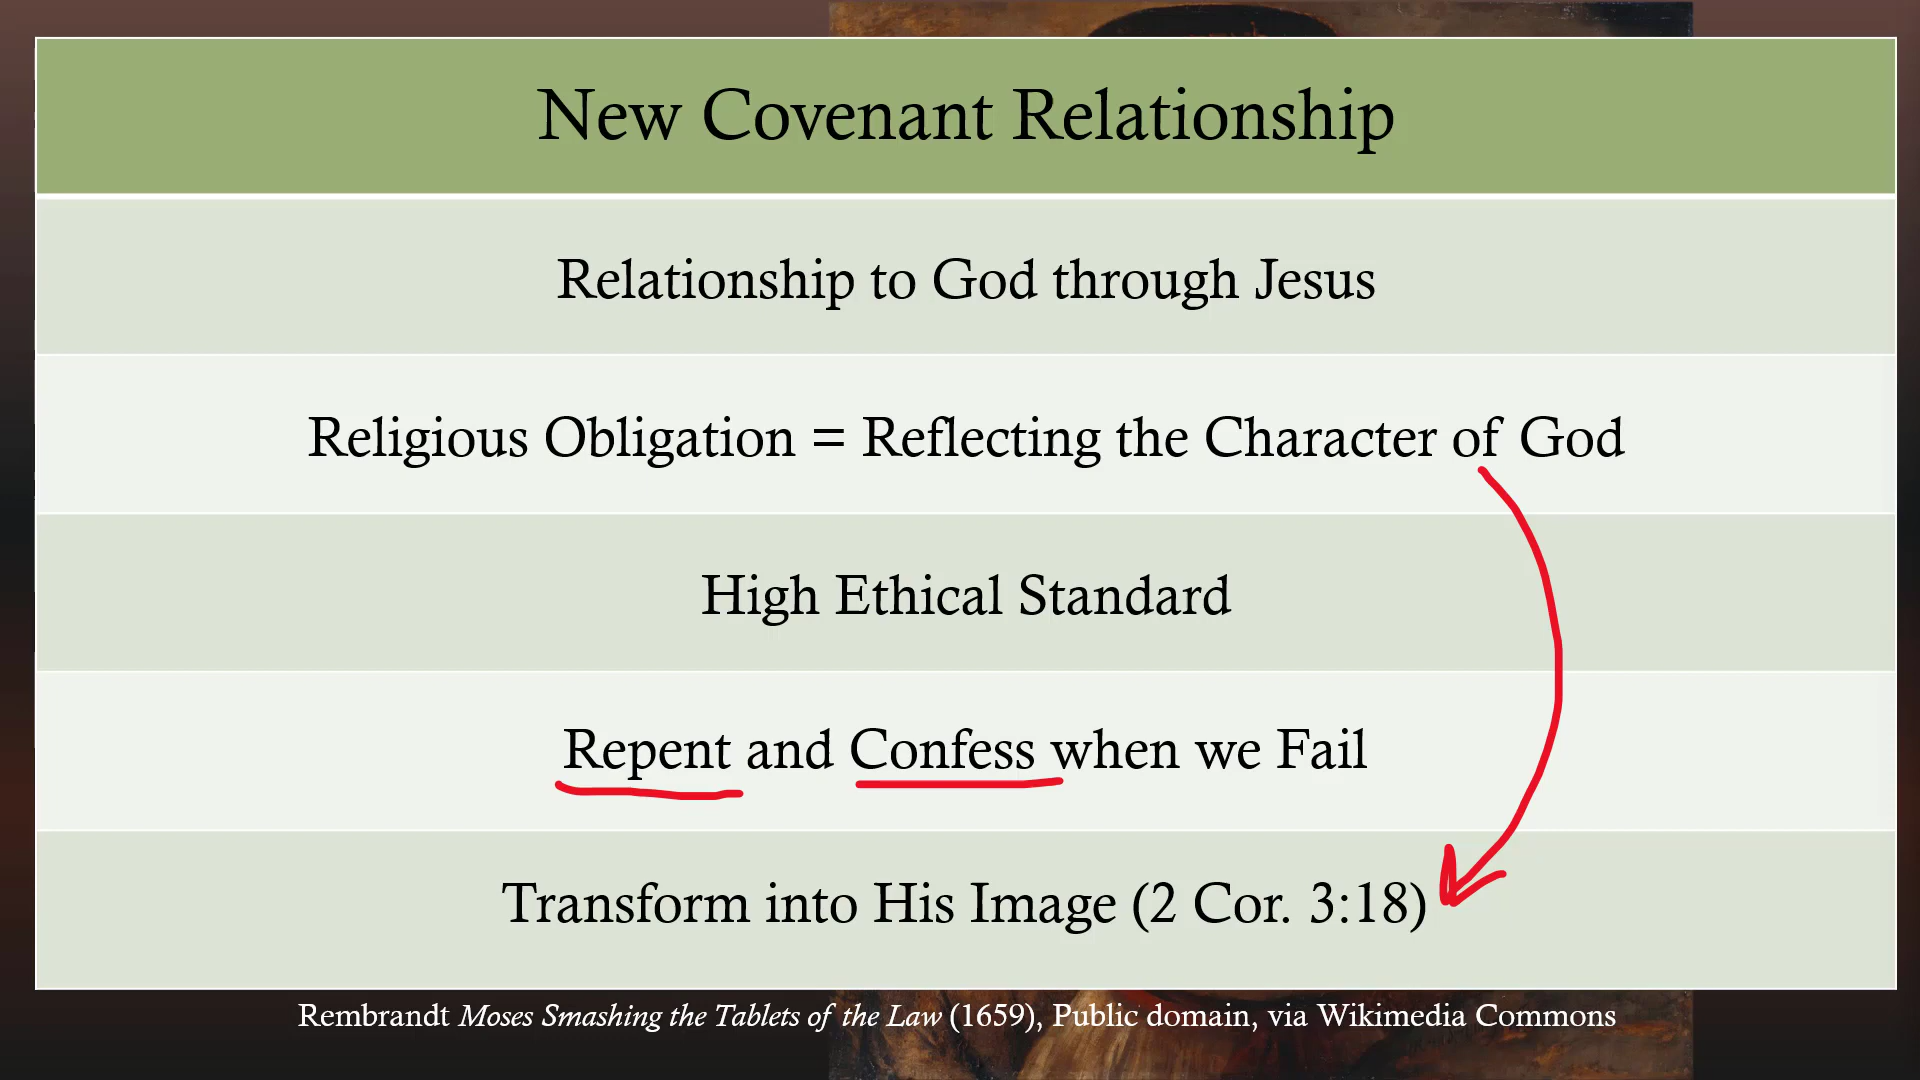 New Covenant Relationship
Relationship to God through Jesus
Religious Obligation = Reflecting the Character of God
High Ethical Standard
Repent and Confess when we Fail
Transform into His Image (2 Cor. 3:18)
Rembrandt Moses Smashing the Tablets of the Law (1659), Public domain, via Wikimedia Commons